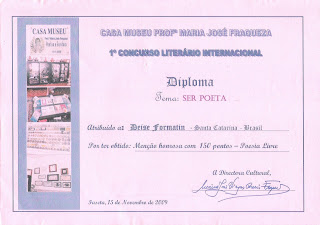 "CASA MUSEU"
CASA MUSEU PROFª MARIA JOSÉ FRAQUEZA
1º CONCURSO LITERÁRIO INTERNACIONAL
Diploma
Tema: SER POETA
Atribuído a: Deise Formatin - Santa Catarina - Brasil
Por ter obtido: Menção honrosa com 150 pontos – Poesia Livre
A Directora Cultural,
Fuseta, 15 de Novembro de 2019